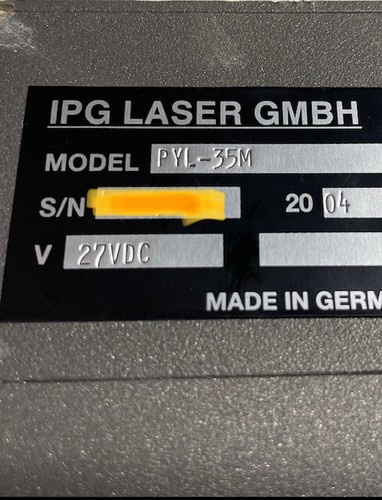 IPG LASER GMBH
MODEL PYL-35M
S/N 20 04
V 27VDC
MADE IN GERM